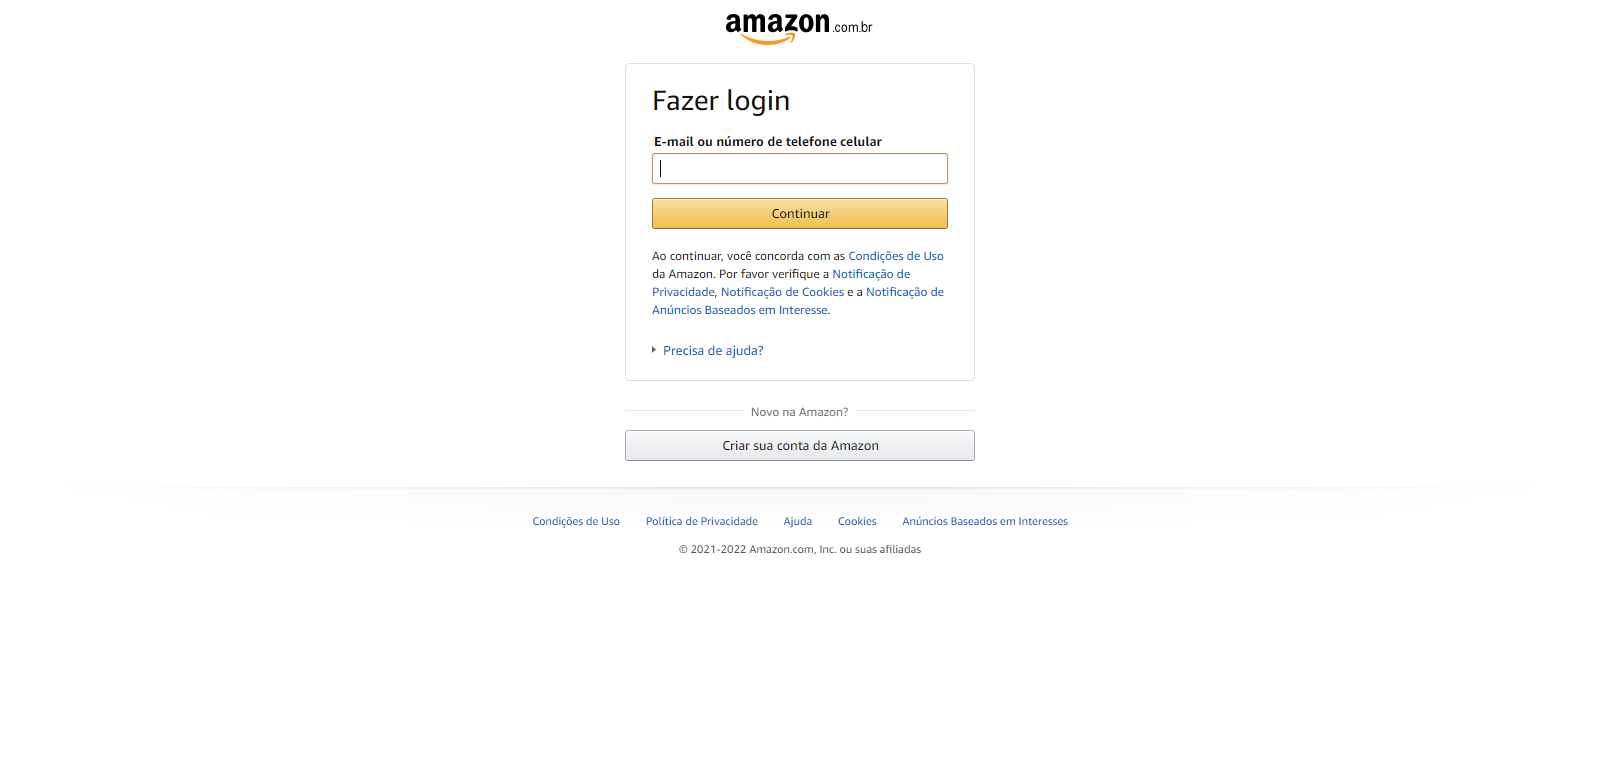 amazon.com.br
Fazer login
E-mail ou número de telefone celular
Continuar
Ao continuar, você concorda com as Condições de Uso
da Amazon. Por favor verifique a Notificação de
Privacidade, Notificação de Cookies e a Notificação de
Anúncios Baseados em Interesse.
Precisa de ajuda?
Novo na Amazon?
Criar sua conta da Amazon
Condições de Uso Política de Privacidade Ajuda Cookies Anúncios Baseados em Interesses
© 2021-2022 Amazon.com, Inc. ou suas afiliadas